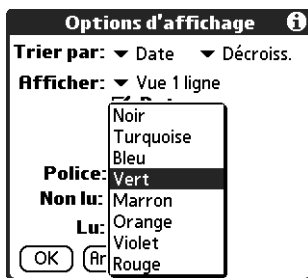 Options d'affichage
Trier par: Date Décroiss.
Afficher: Vue 1 ligne
Noir
Turquoise
Bleu
Police: Vert
Non lu: Marron
Lu: Orange
Violet
OK Rouge